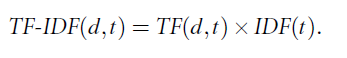 TF-IDF(d,t) = TF(d,t) × IDF(t).